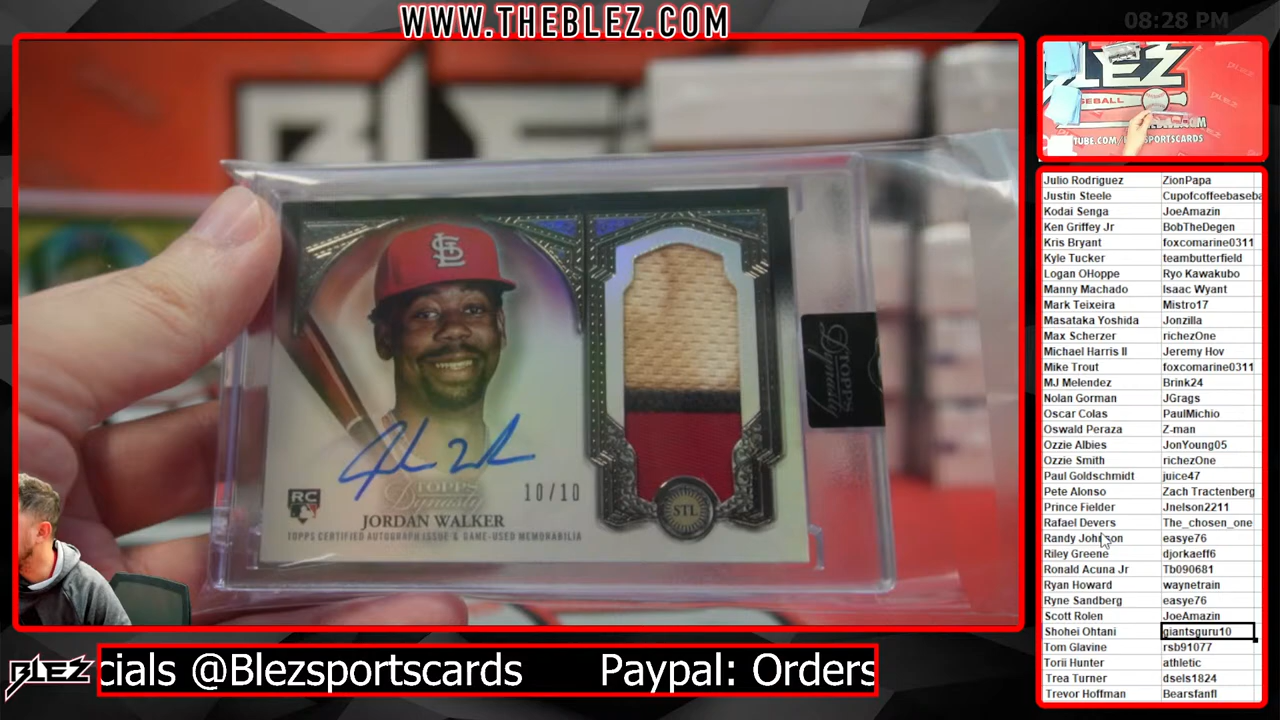 WWW.THEBLEZ.COM
08:28 PM
LEZ
BASEBALL
STL
TOPPS
Dynasty
10/10
RC
JORDAN WALKER
TOPPS CERTIFIED AUTOGRAPH ISSUE & GAME-USED MEMORABILIA
TOPPS
Dynasty
STL
Julio Rodriguez ZionPapa
Justin Steele Cupofcoffeebaseba
Kodai Senga JoeAmazin
Ken Griffey Jr BobTheDegen
Kris Bryant foxcomarine0311
Kyle Tucker teambutterfield
Logan OHoppe Ryo Kawakubo
Manny Machado Isaac Wyant
Mark Teixeira Mistro17
Masataka Yoshida Jonzilla
Max Scherzer richezOne
Michael Harris II Jeremy Hov
Mike Trout foxcomarine0311
MJ Melendez Brink24
Nolan Gorman JGrags
Oscar Colas PaulMichio
Oswald Peraza Z-man
Ozzie Albies JonYoung05
Ozzie Smith richezOne
Paul Goldschmidt juice47
Pete Alonso Zach Tractenberg
Prince Fielder Jnelson2211
Rafael Devers The_chosen_one
Randy Johnson easye76
Riley Greene djorkaeff6
Ronald Acuna Jr Tb090681
Ryan Howard waynetrain
Ryne Sandberg easye76
Scott Rolen JoeAmazin
Shohei Ohtani giantsguru10
Tom Glavine rsb91077
Torii Hunter athletic
Trea Turner dsels1824
Trevor Hoffman Bearsfanfl
BLEZ
cials @Blezsportscards Paypal: Orders